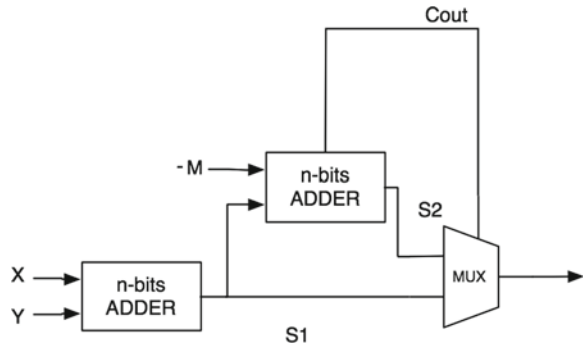 Cout
- M
n-bits
ADDER
S2
MUX
X
Y
n-bits
ADDER
S1